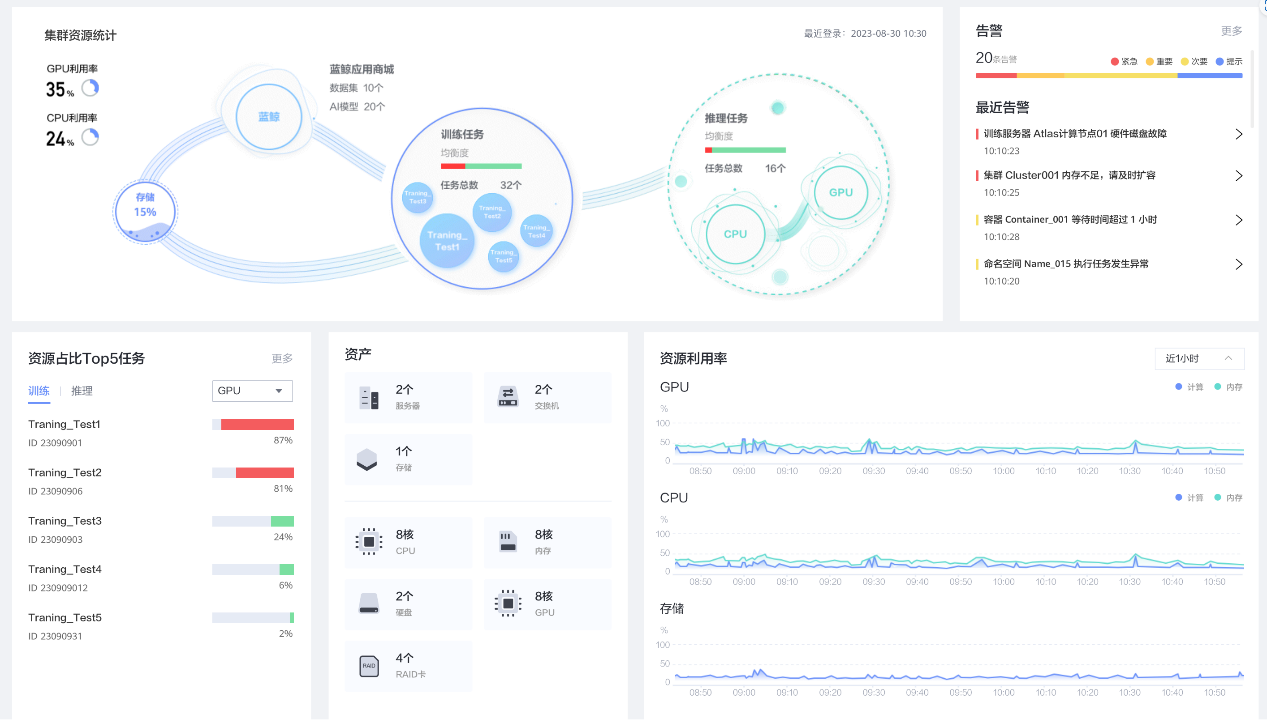 集群资源统计
最近登录：2023-08-30 10:30
GPU利用率
35%
CPU利用率
24%
蓝鲸
蓝鲸应用商城
数据集 10个
AI模型 20个
存储
15%
训练任务
均衡度
任务总数 32个
Traning_
Test3
Traning_
Test2
Traning_
Test1
Traning_
Test4
Traning_
Test5
推理任务
均衡度
任务总数 16个
GPU
CPU
告警
更多
20条告警
紧急 重要 次要 提示
最近告警
训练服务器 Atlas计算节点01 硬件磁盘故障
10:10:23
集群 Cluster001 内存不足，请及时扩容
10:10:25
容器 Container_001 等待时间超过 1 小时
10:10:28
命名空间 Name_015 执行任务发生异常
10:10:20
资源占比Top5任务
更多
训练 推理
GPU
Traning_Test1
ID 23090901
87%
Traning_Test2
ID 23090906
81%
Traning_Test3
ID 23090903
24%
Traning_Test4
ID 230909012
6%
Traning_Test5
ID 23090931
2%
资产
2个
服务器
2个
交换机
1个
存储
8核
CPU
8核
内存
2个
硬盘
8核
GPU
RAID
4个
RAID卡
资源利用率
近1小时
GPU
计算 内存
%
100
50
0
08:50 09:00 09:10 09:20 09:30 09:40 09:50 10:00 10:10 10:20 10:30 10:40 10:50
CPU
计算 内存
%
100
50
0
08:50 09:00 09:10 09:20 09:30 09:40 09:50 10:00 10:10 10:20 10:30 10:40 10:50
存储
%
100
50
0
08:50 09:00 09:10 09:20 09:30 09:40 09:50 10:00 10:10 10:20 10:30 10:40 10:50